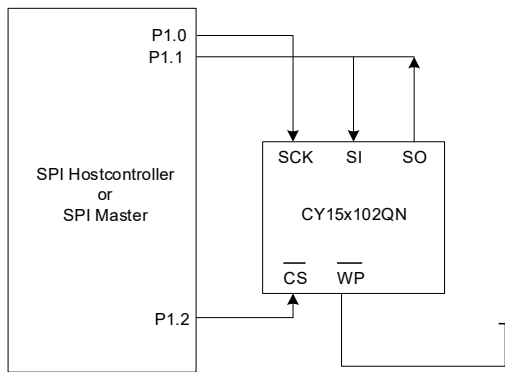 P1.0
P1.1
SPI Hostcontroller
or
SPI Master
P1.2
SCK SI SO
CY15x102QN
CS WP